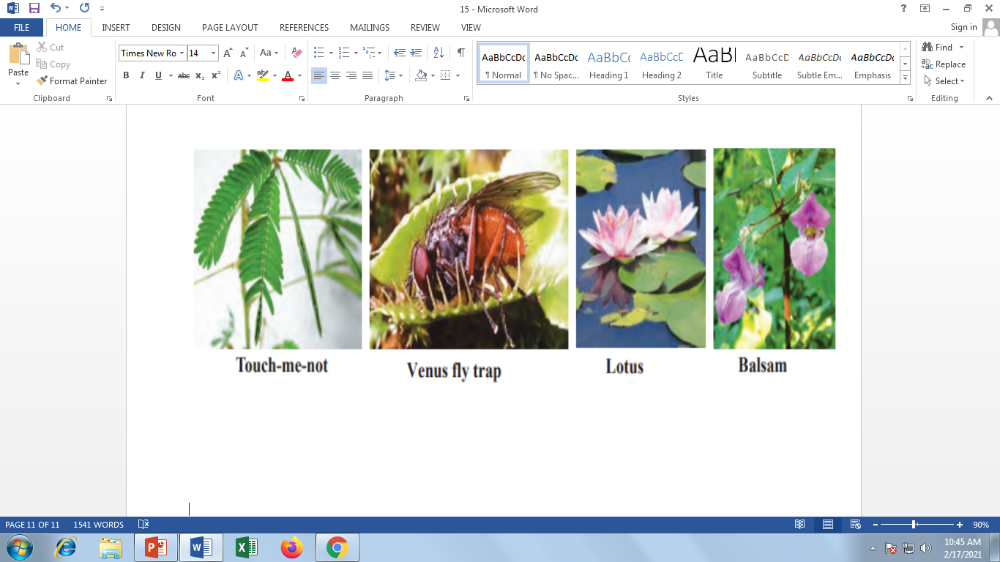 15 - Microsoft Word
FILE HOME INSERT DESIGN PAGE LAYOUT REFERENCES MAILINGS REVIEW VIEW Sign in
Paste
Cut
Copy
Format Painter
Clipboard
Times New Ro 14
Aa
B I U abc x₂ x² A ab A
Font
A Z ¶
Paragraph
AaBbCcDc AaBbCcDc AaBbCc AaBbCcD AaBl AaBbCcD AaBbCcDc AaBbCcDc
¶ Normal ¶ No Spac... Heading 1 Heading 2 Title Subtitle Subtle Em... Emphasis
Styles
Find
Replace
Select
Editing
Touch-me-not Venus fly trap Lotus Balsam
PAGE 11 OF 11 1541 WORDS 90%
10:45 AM
2/17/2021